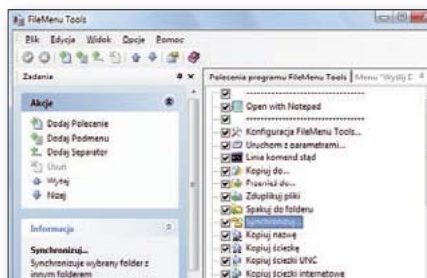 FileMenu Tools
Plik Edycja Widok Opcje Pomoc
Zadania
Akcje
Dodaj Polecenie
Dodaj Podmenu
Dodaj Separator
Usuń
Wyżej
Niżej
Informacja
Synchronizuj...
Synchronizuje wybrany folder z
innym folderem
Polecenia programu FileMenu Tools Menu "Wyślij D
Open with Notepad
Konfiguracja FileMenu Tools...
Uruchom z parametrami...
Linia komend stąd
Kopiuj do...
Przenieś do...
Zduplikuj pliki
Spakuj do folderu
Synchronizuj...
Kopiuj nazwę
Kopiuj ścieżkę
Kopiuj ścieżki UNC
Kopiuj ścieżki internetowe